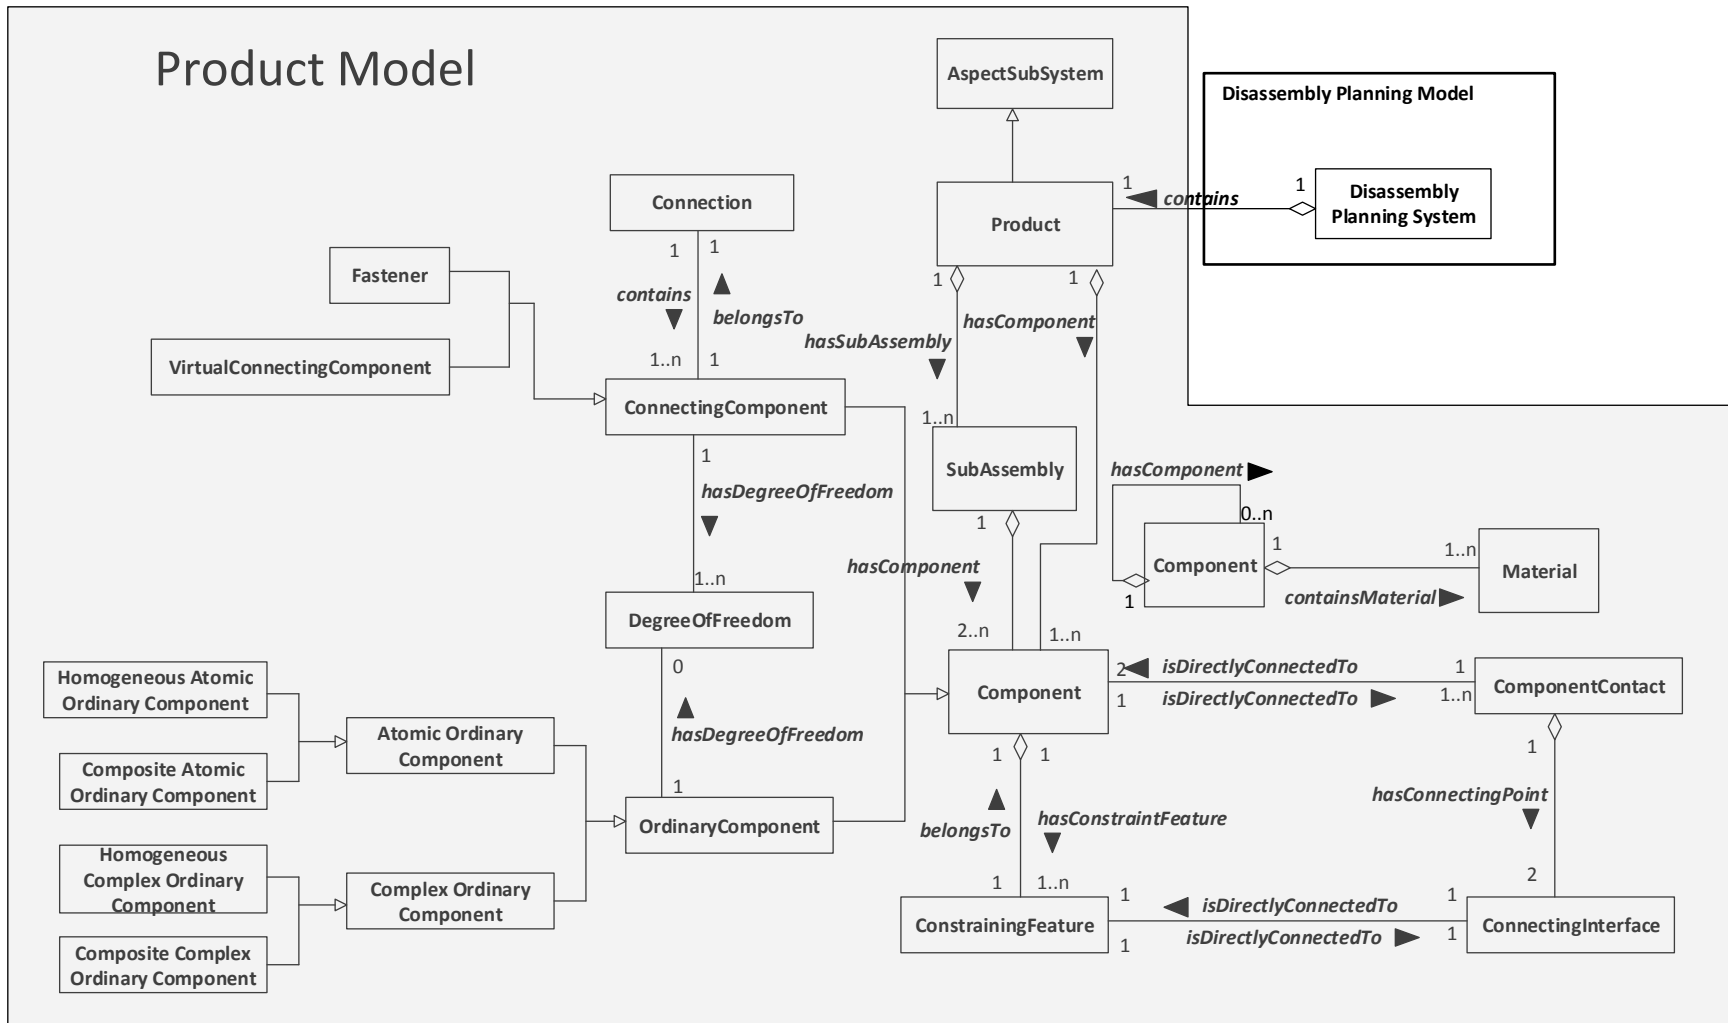 Product Model
AspectSubSystem
Disassembly Planning Model
Disassembly
Planning System
1
contains
1
Product
Connection
1
1
contains
belongsTo
1..n
1
Fastener
VirtualConnectingComponent
ConnectingComponent
1
1
hasSubAssembly
hasComponent
1..n
SubAssembly
1
hasComponent
2..n
1..n
1
hasDegreeOfFreedom
1..n
DegreeOfFreedom
0
hasDegreeOfFreedom
1
hasComponent
0..n
Component
1
1
1..n
containsMaterial
Material
Homogeneous Atomic
Ordinary Component
Composite Atomic
Ordinary Component
Atomic Ordinary
Component
Homogeneous
Complex Ordinary
Component
Composite Complex
Ordinary Component
Complex Ordinary
Component
OrdinaryComponent
Component
2
isDirectlyConnectedTo
1
1
isDirectlyConnectedTo
1..n
ComponentContact
1
1
belongsTo
hasConstraintFeature
1
1..n
1
hasConnectingPoint
2
ConstrainingFeature
1
isDirectlyConnectedTo
1
1
isDirectlyConnectedTo
1
ConnectingInterface